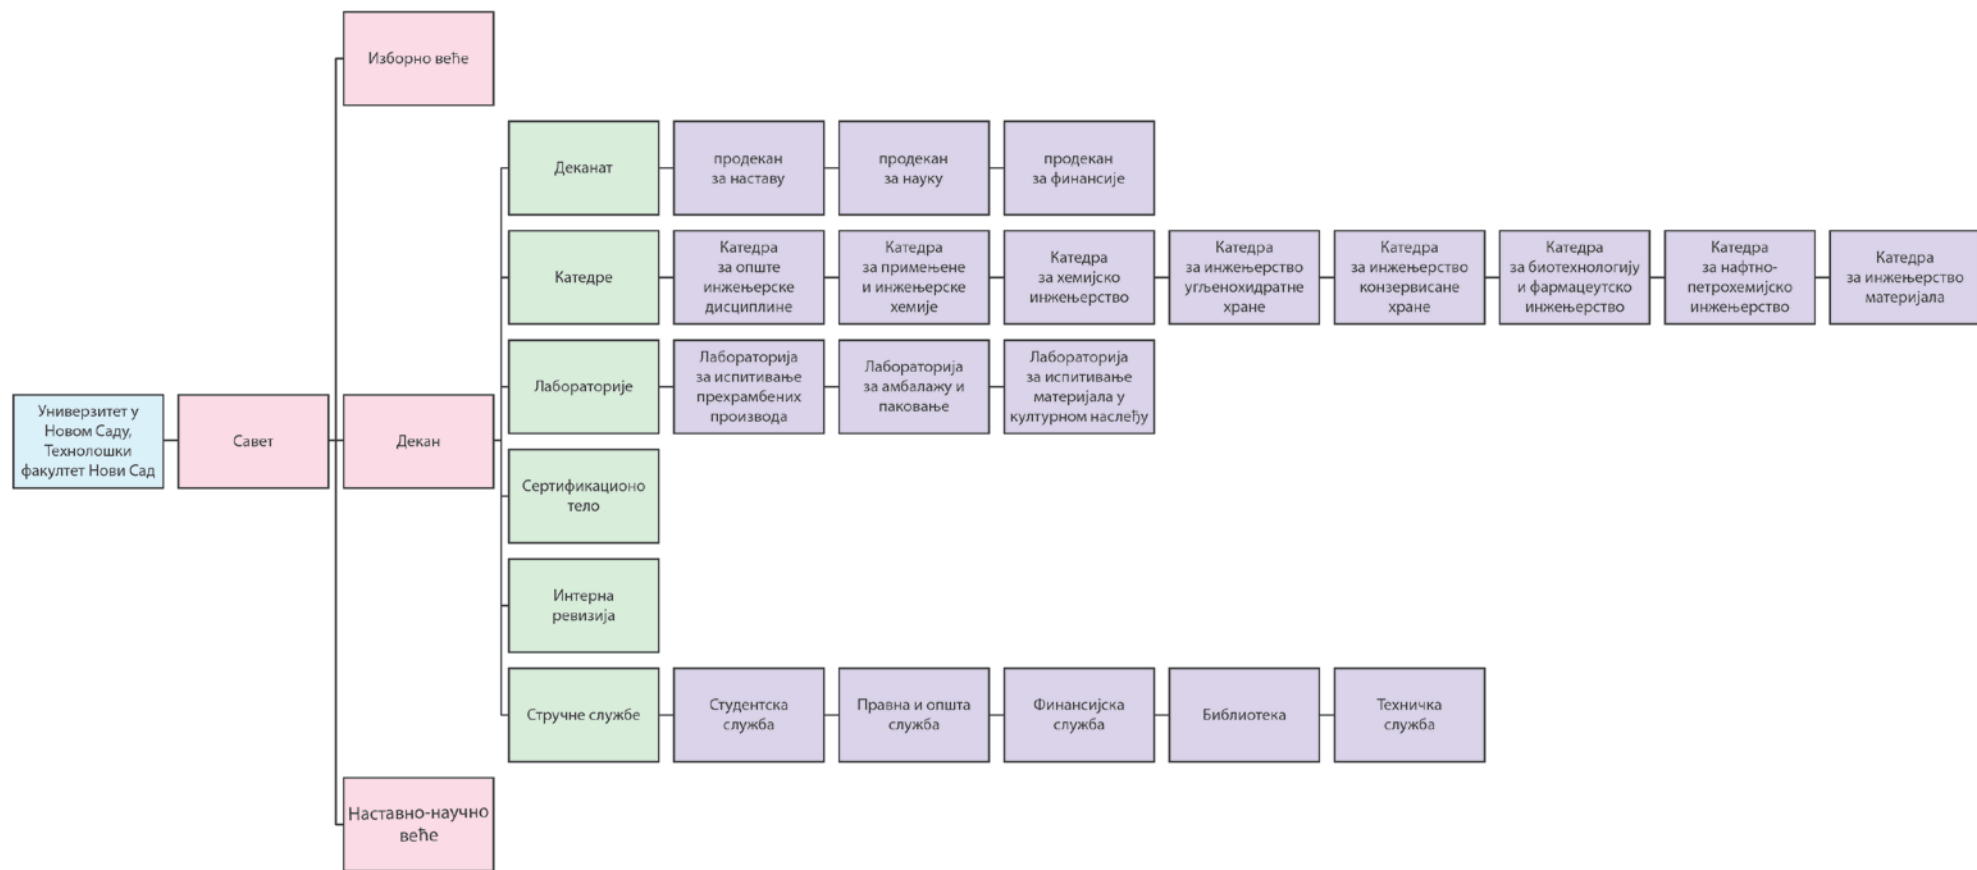 Изборно веће
Деканат
продекан
за наставу
продекан
за науку
продекан
за финансије
Катедре
Катедра
за опште
инжењерске
дисциплине
Катедра
за примењене
и инжењерске
хемије
Катедра
за хемијско
инжењерство
Катедра
за инжењерство
угљенохидратне
хране
Катедра
за инжењерство
конзервисане
хране
Катедра
за биотехнологију
и фармацеутско
инжењерство
Катедра
за нафтно-
петрохемијско
инжењерство
Катедра
за инжењерство
материјала
Лабораторије
Лабораторија
за испитивање
прехрамбених
производа
Лабораторија
за амбалажу и
паковање
Лабораторија
за испитивање
материјала у
културном наслеђу
Универзитет у
Новом Саду,
Технолошки
факултет Нови Сад
Савет
Декан
Сертификационо
тело
Интерна
ревизија
Стручне службе
Студентска
служба
Правна и општа
служба
Финансијска
служба
Библиотека
Техничка
служба
Наставно-научно
веће